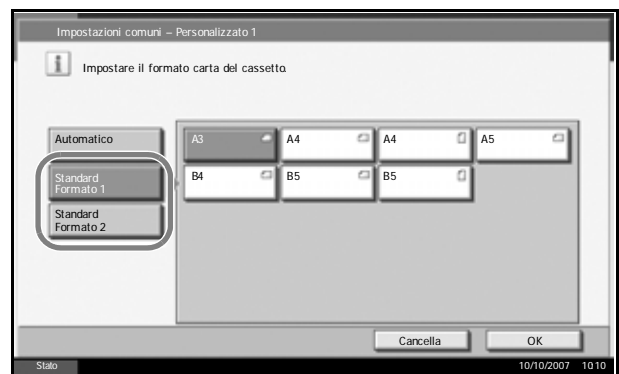 Impostazioni comuni – Personalizzato 1
Impostare il formato carta del cassetto.
Automatico
Standard
Formato 1
Standard
Formato 2
A3
A4
A4
A5
B4
B5
B5
Cancella
OK
Stato
10/10/2007 10:10